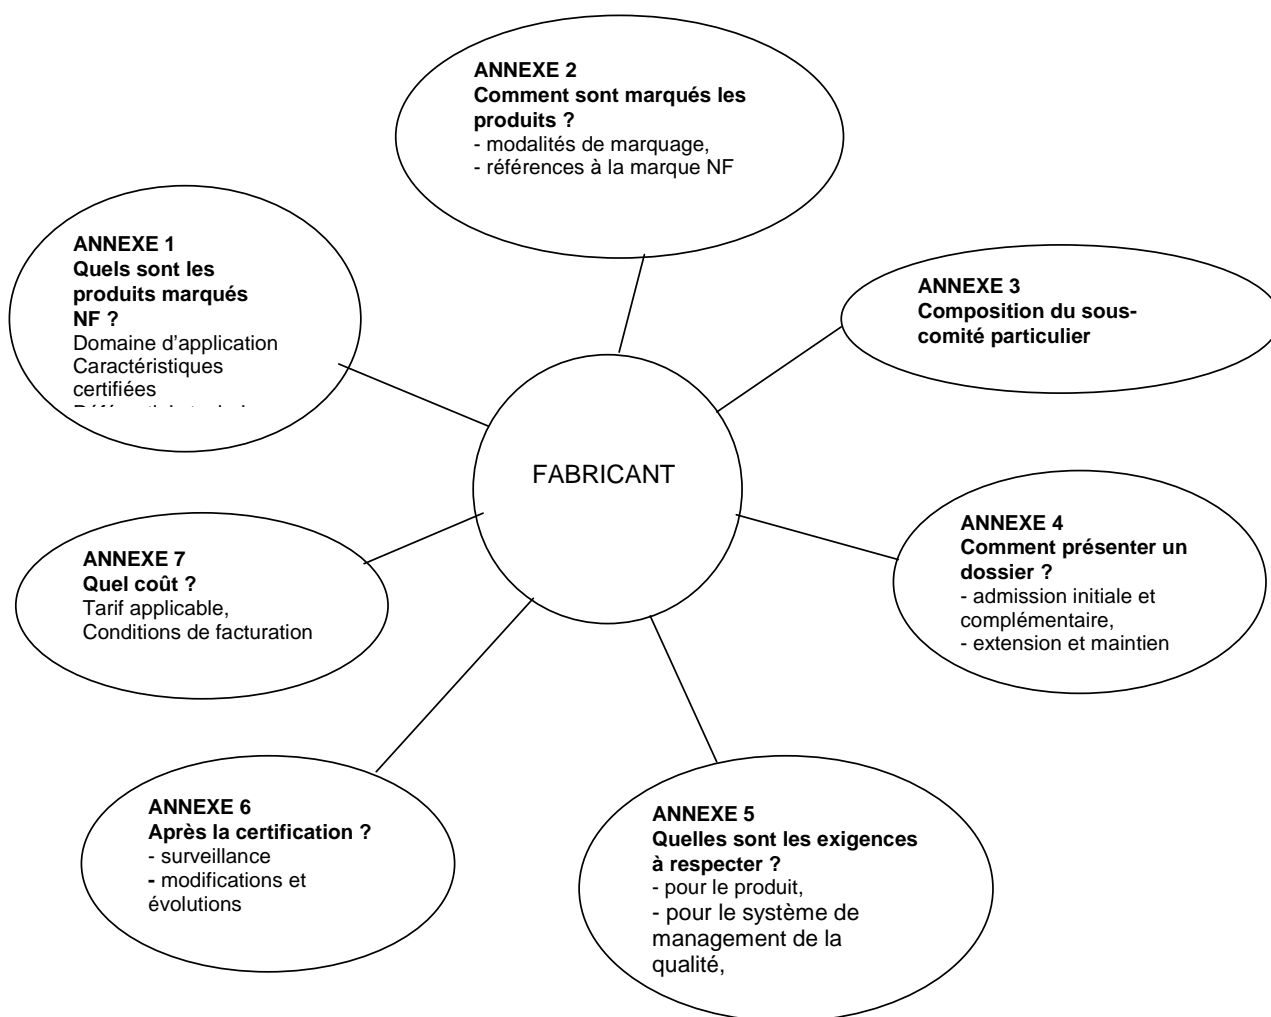 ANNEXE 2
Comment sont marqués les
produits ?
- modalités de marquage,
- références à la marque NF
ANNEXE 1
Quels sont les
produits marqués
NF ?
Domaine d'application
Caractéristiques
certifiées
ANNEXE 3
Composition du sous-
comité particulier
FABRICANT
ANNEXE 4
Comment présenter un
dossier ?
- admission initiale et
complémentaire,
- extension et maintien
ANNEXE 7
Quel coût ?
Tarif applicable,
Conditions de facturation
ANNEXE 6
Après la certification ?
- surveillance
- modifications et
évolutions
ANNEXE 5
Quelles sont les exigences
à respecter ?
- pour le produit,
- pour le système de
management de la
qualité,